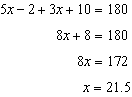 5x − 2 + 3x + 10 = 180
8x + 8 = 180
8x = 172
x = 21.5